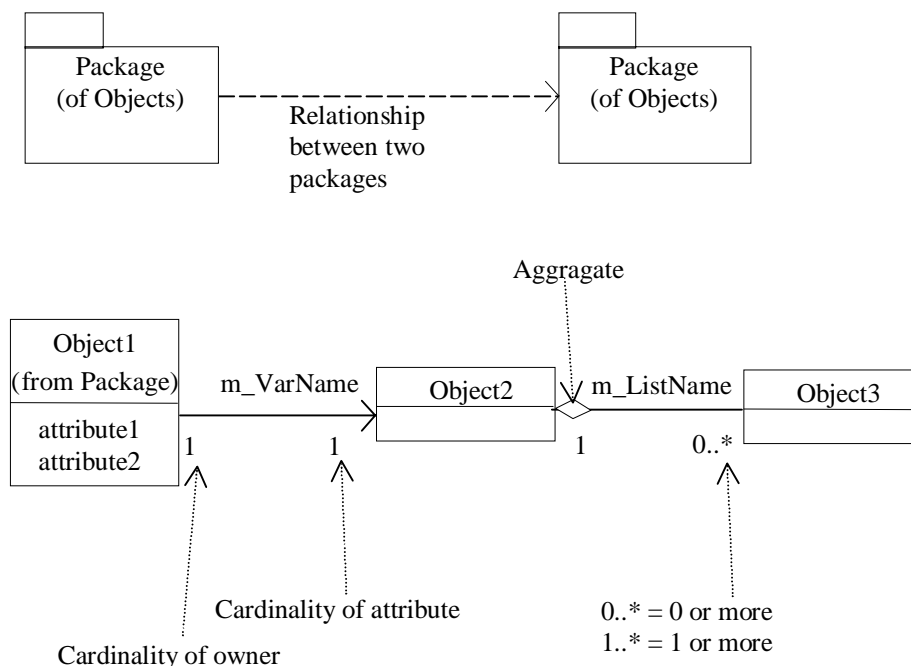 Package
(of Objects)
Package
(of Objects)
Relationship
between two
packages
Aggragate
Object1
(from Package)
attribute1
attribute2
m_VarName
1
1
Object2
m_ListName
1
0..*
Object3
Cardinality of attribute
Cardinality of owner
0..* = 0 or more
1..* = 1 or more